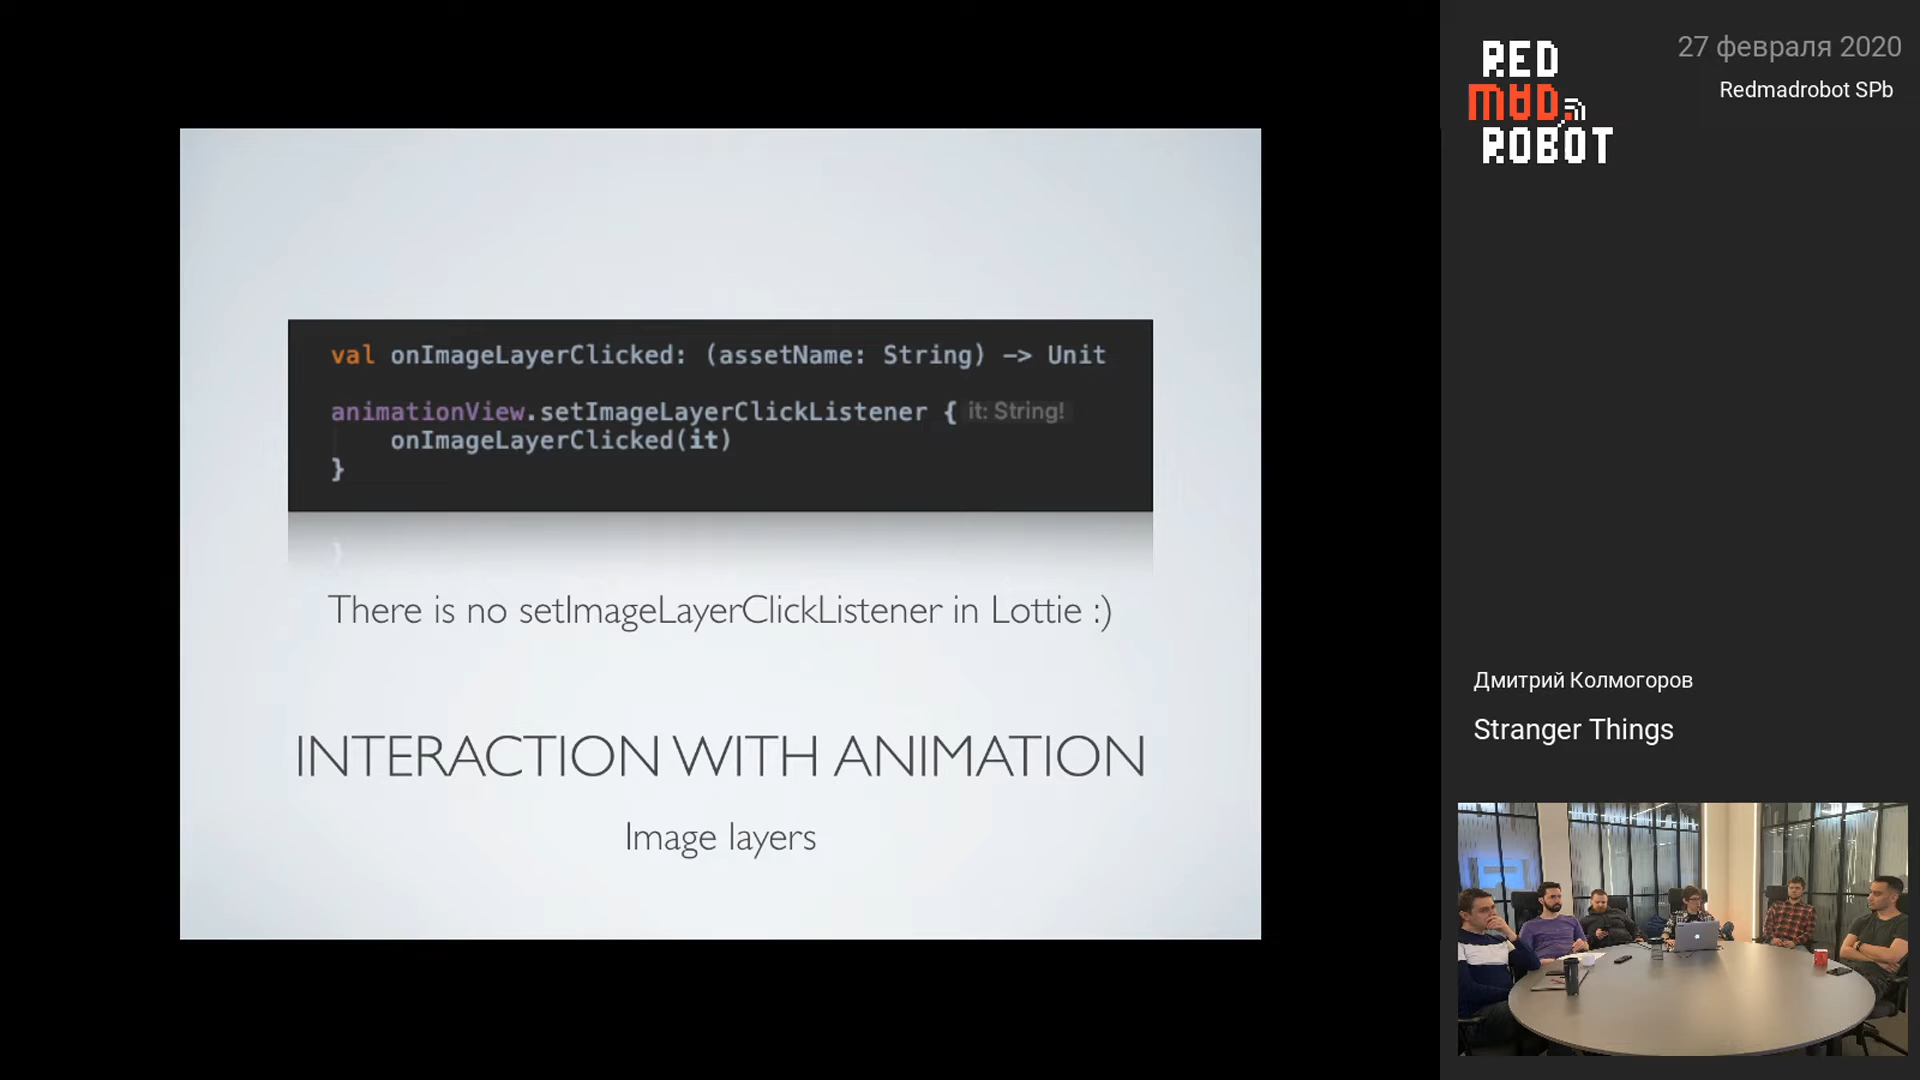 val onImageLayerClicked: (assetName: String) -> Unit
animationView.setImageLayerClickListener { it: String!
onImageLayerClicked(it)
}
There is no setImageLayerClickListener in Lottie :)
INTERACTION WITH ANIMATION
Image layers
RED
MAD
ROBOT
27 февраля 2020
Redmadrobot SPb
Дмитрий Колмогоров
Stranger Things